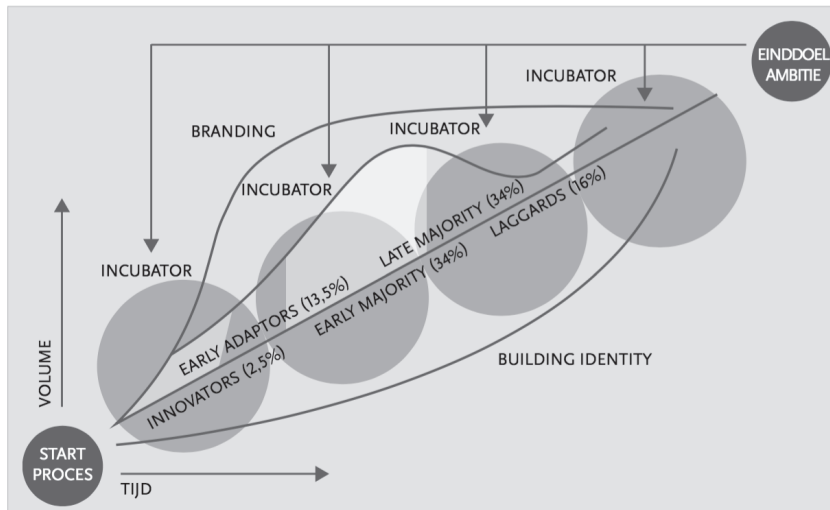 EINDDOEL
AMBITIE
INCUBATOR
BRANDING
INCUBATOR
INCUBATOR
INCUBATOR
LATE MAJORITY (34%)
LAGGARDS (16%)
EARLY ADAPTORS (13,5%)
EARLY MAJORITY (34%)
INNOVATORS (2,5%)
BUILDING IDENTITY
VOLUME
START
PROCES
TIJD